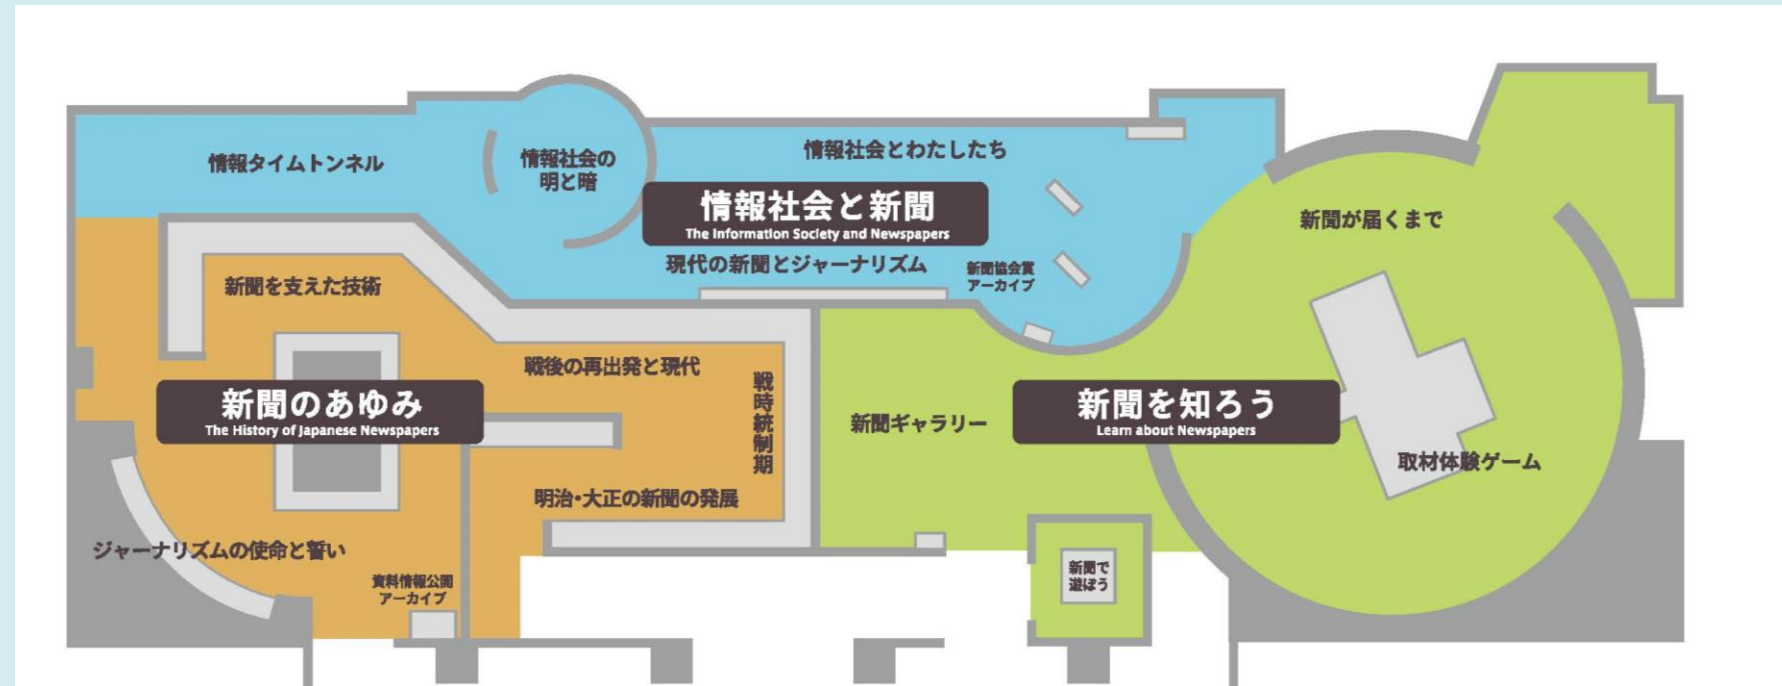 情報タイムトンネル
情報社会の
明と暗
情報社会とわたしたち
情報社会と新聞
The Information Society and Newspapers
現代の新聞とジャーナリズム
新聞協会賞
アーカイブ
新聞が届くまで
新聞を支えた技術
戦後の再出発と現代
戦時統制期
新聞のあゆみ
The History of Japanese Newspapers
明治・大正の新聞の発展
ジャーナリズムの使命と誓い
資料情報公開
アーカイブ
新聞ギャラリー
新聞を知ろう
Learn about Newspapers
取材体験ゲーム
新聞で
遊ぼう